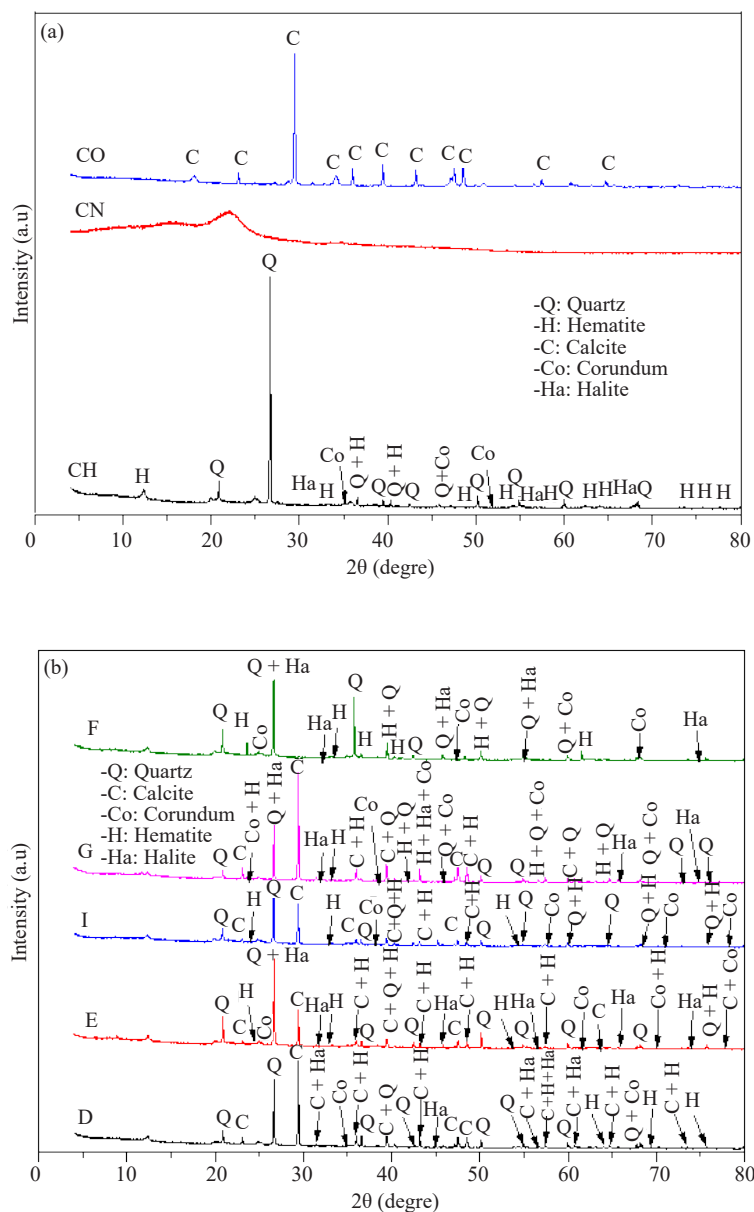 (a)
C
CO
C
C
C
C
C
C
C
C
C
C
CN
Q
-Q: Quartz
-H: Hematite
-C: Calcite
-Co: Corundum
-Ha: Halite
CH
H
Q
Ha
H
Co
Q + H
Q
Q + H
Q
Q + Co
H
Q
Co
H
Q
Ha
H
Q
H
H
Ha
Q
H
H
H
Intensity (a.u)
0
10
20
30
40
50
60
70
80
2θ (degre)
(b)
F
Q
H
Co
Q + Ha
Ha
H
Q
H
H + Q
H
Q
Q + Ha
Co
H + Q
Q + Ha
Q + Co
H
Co
Ha
-Q: Quartz
-C: Calcite
-Co: Corundum
-H: Hematite
-Ha: Halite
G
Q
C
Co + H
Q + Ha
C
Ha
H
C + H
Co
C + Q
H + Q
H + Ha + Co
Q + Co
C
C + H
Q
Q
H + Q + Co
C + Q
H + Q
Ha
Q + Co
Q
Ha
Q
I
Q
C
H
Q
C
H
C
Q
Co
C+Q+H
C + H
C
C+H
Q
H
Q
Co
Q + H
Q
Q+H
Co
Q + H
Co
E
Q
C
H
Co
Q + Ha
C
Ha
H
C + H
Q
C + Q + H
Q
C + H
Ha
C
C + H
Q
H
Q
Ha
C + H
Q
Co
C
Ha
Q
Co + H
Ha
Q + H
C + Co
D
Q
C
Q
C
C + Ha
Co
C + H
Q
C + Q
Q
C + H
Ha
C
C
Q
Q
C + Ha
C+H+Ha
Q
C + Ha
H
C + H
Q + Co
H
C + H
H
Intensity (a.u)
0
10
20
30
40
50
60
70
80
2θ (degre)